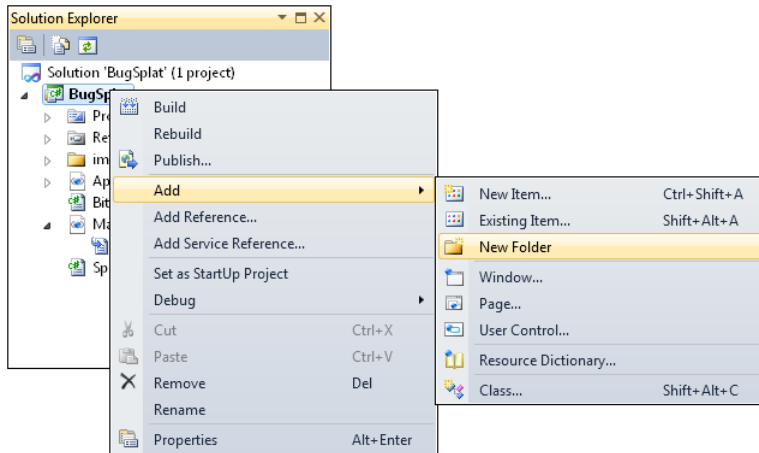 Solution Explorer
Solution 'BugSplat' (1 project)
Build
Rebuild
Publish...
Add
Add Reference...
Add Service Reference...
Set as StartUp Project
Debug
Cut Ctrl+X
Paste Ctrl+V
Remove Del
Rename
Properties Alt+Enter
New Item... Ctrl+Shift+A
Existing Item... Shift+Alt+A
New Folder
Window...
Page...
User Control...
Resource Dictionary...
Class... Shift+Alt+C